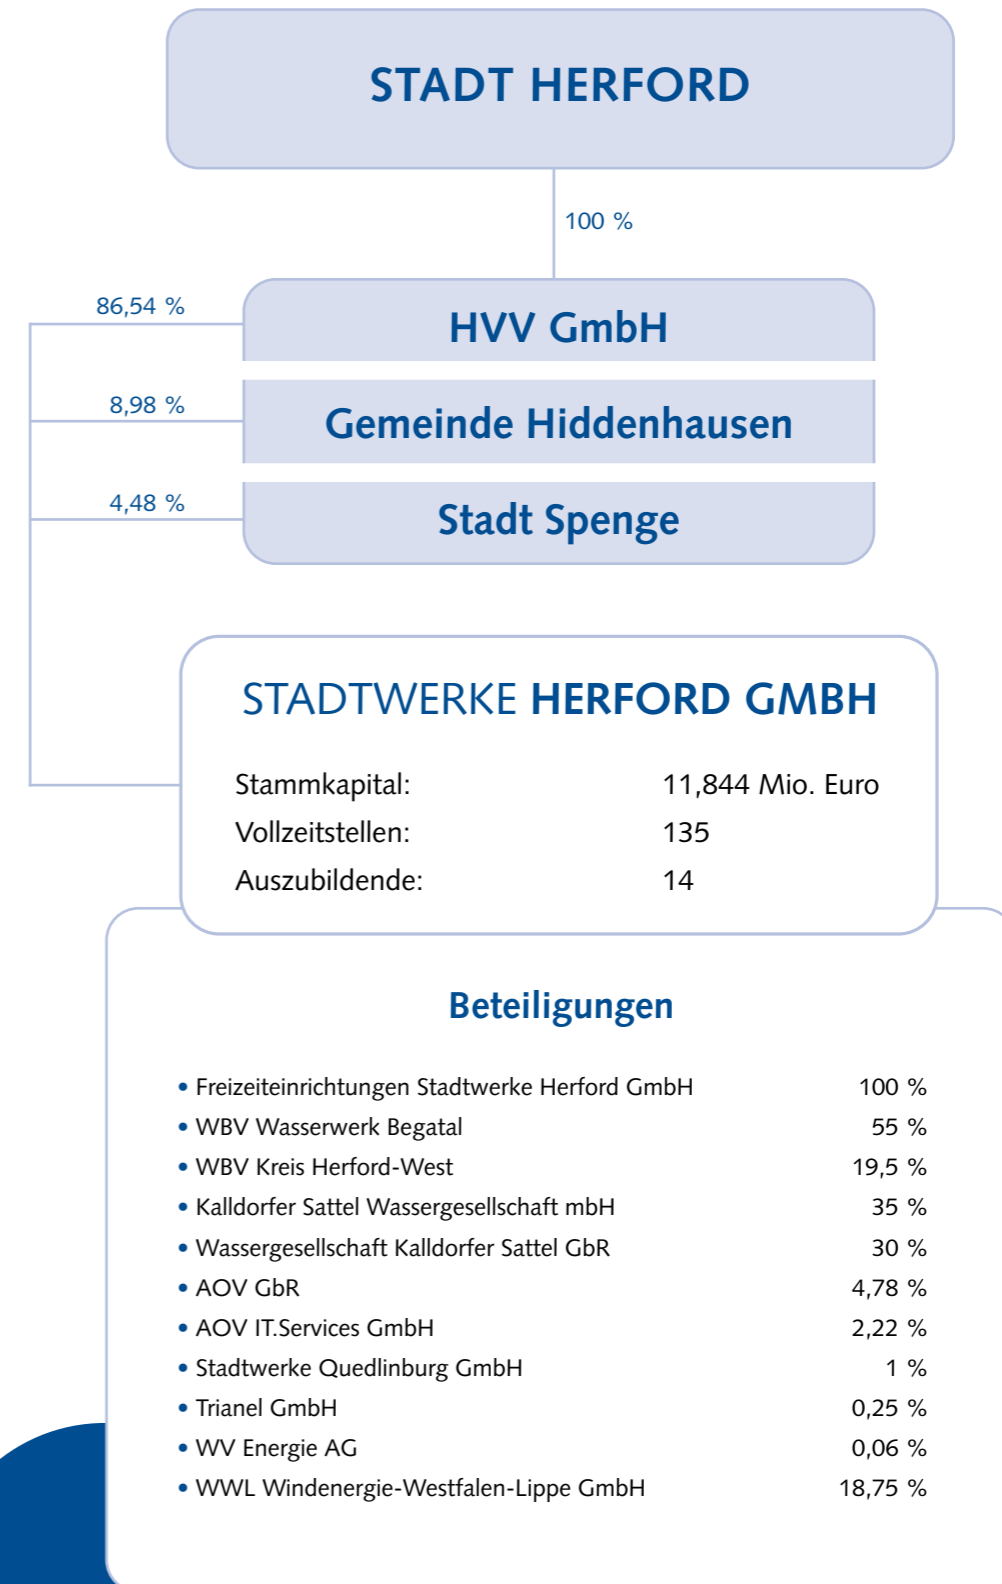 STADT HERFORD
100 %
86,54 %
HVV GmbH
8,98 %
Gemeinde Hiddenhausen
4,48 %
Stadt Spenge
STADTWERKE HERFORD GMBH
Stammkapital: 11,844 Mio. Euro
Vollzeitstellen: 135
Auszubildende: 14
Beteiligungen
• Freizeiteinrichtungen Stadtwerke Herford GmbH 100 %
• WBV Wasserwerk Begatal 55 %
• WBV Kreis Herford-West 19,5 %
• Kalldorfer Sattel Wassergesellschaft mbH 35 %
• Wassergesellschaft Kalldorfer Sattel GbR 30 %
• AOV GbR 4,78 %
• AOV IT.Services GmbH 2,22 %
• Stadtwerke Quedlinburg GmbH 1 %
• Trianel GmbH 0,25 %
• WV Energie AG 0,06 %
• WWL Windenergie-Westfalen-Lippe GmbH 18,75 %